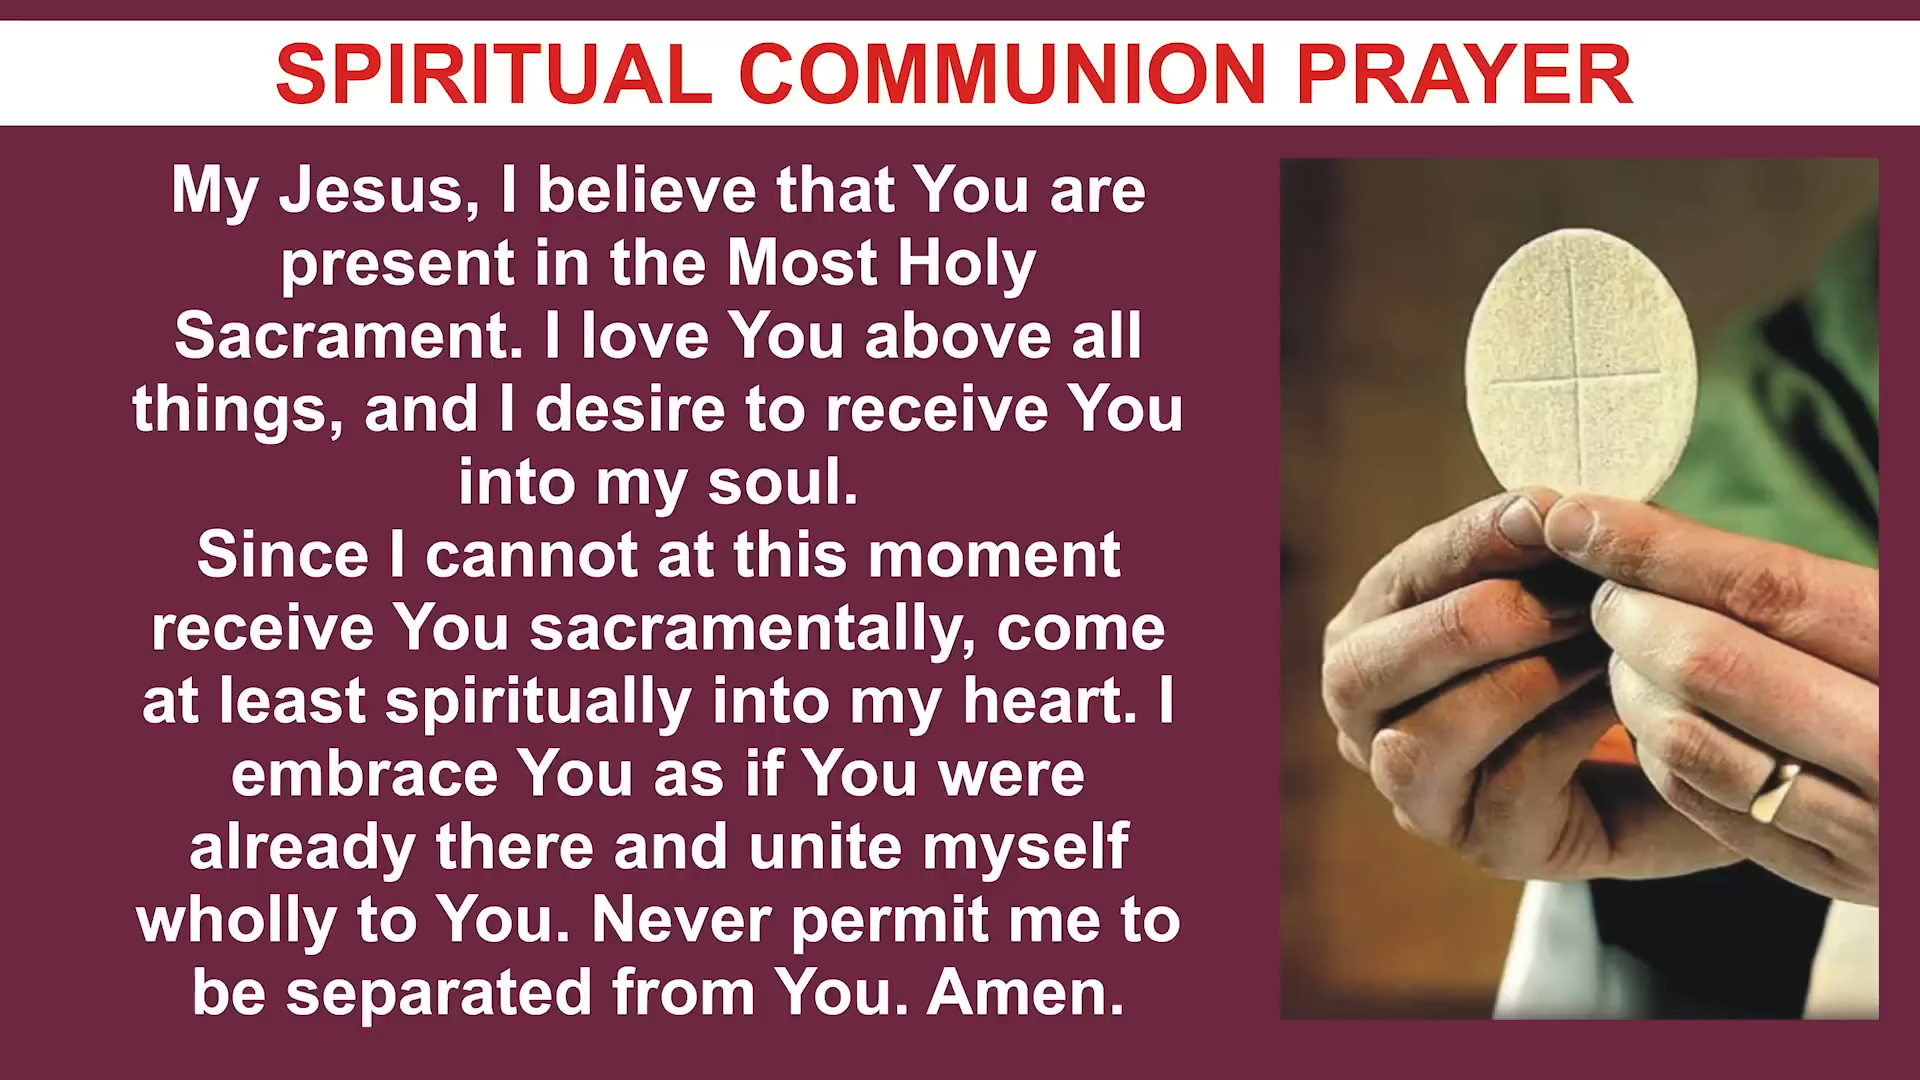 SPIRITUAL COMMUNION PRAYER
My Jesus, I believe that You are
present in the Most Holy
Sacrament. I love You above all
things, and I desire to receive You
into my soul.
Since I cannot at this moment
receive You sacramentally, come
at least spiritually into my heart. I
embrace You as if You were
already there and unite myself
wholly to You. Never permit me to
be separated from You. Amen.